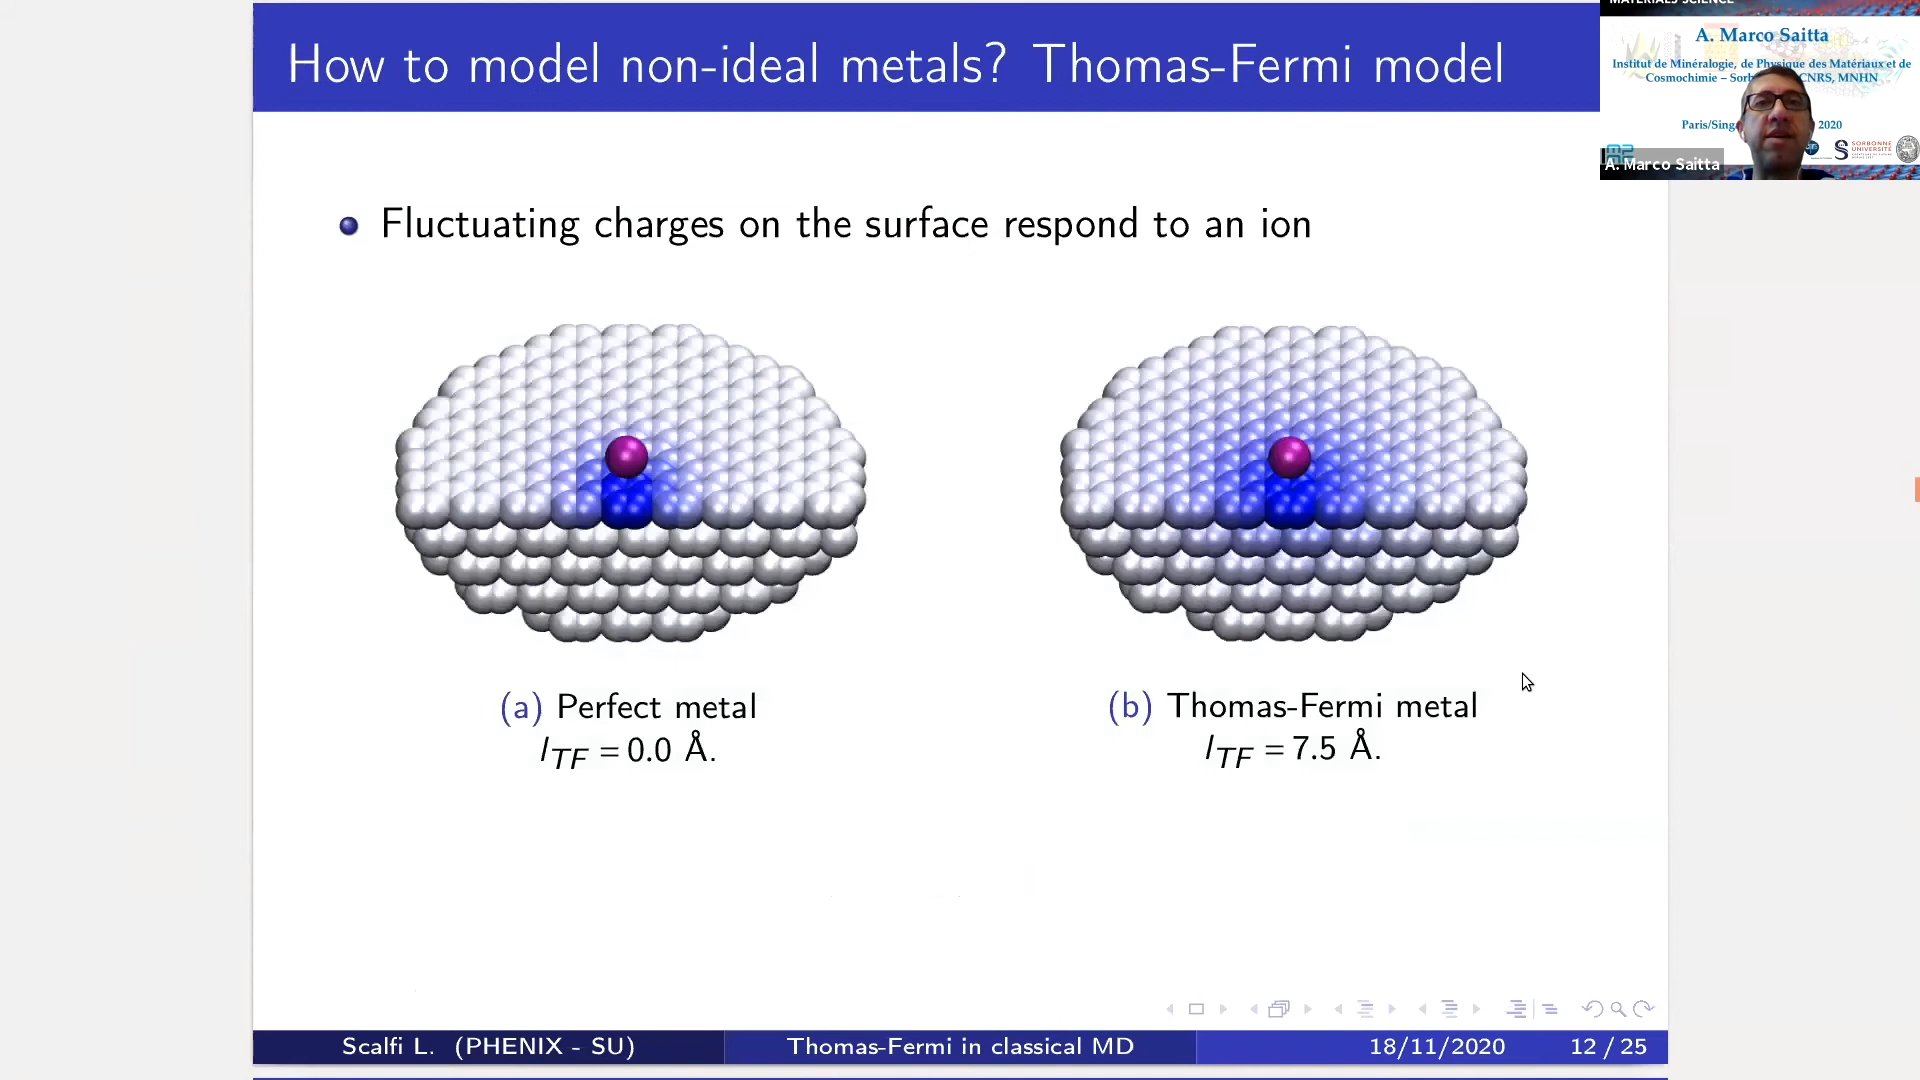 How to model non-ideal metals? Thomas-Fermi model
MATERIALS SCIENCE
A. Marco Saitta
Institut de Minéralogie, de Physique des Matériaux et de
Cosmochimie – CNRS, MNHN
Paris/ 2020
SORBONNE
UNIVERSITÉ
A. Marco Saitta
Fluctuating charges on the surface respond to an ion
(a) Perfect metal
l_TF = 0.0 Å.
(b) Thomas-Fermi metal
l_TF = 7.5 Å.
Scalfi L. (PHENIX - SU)
Thomas-Fermi in classical MD
18/11/2020
12 / 25